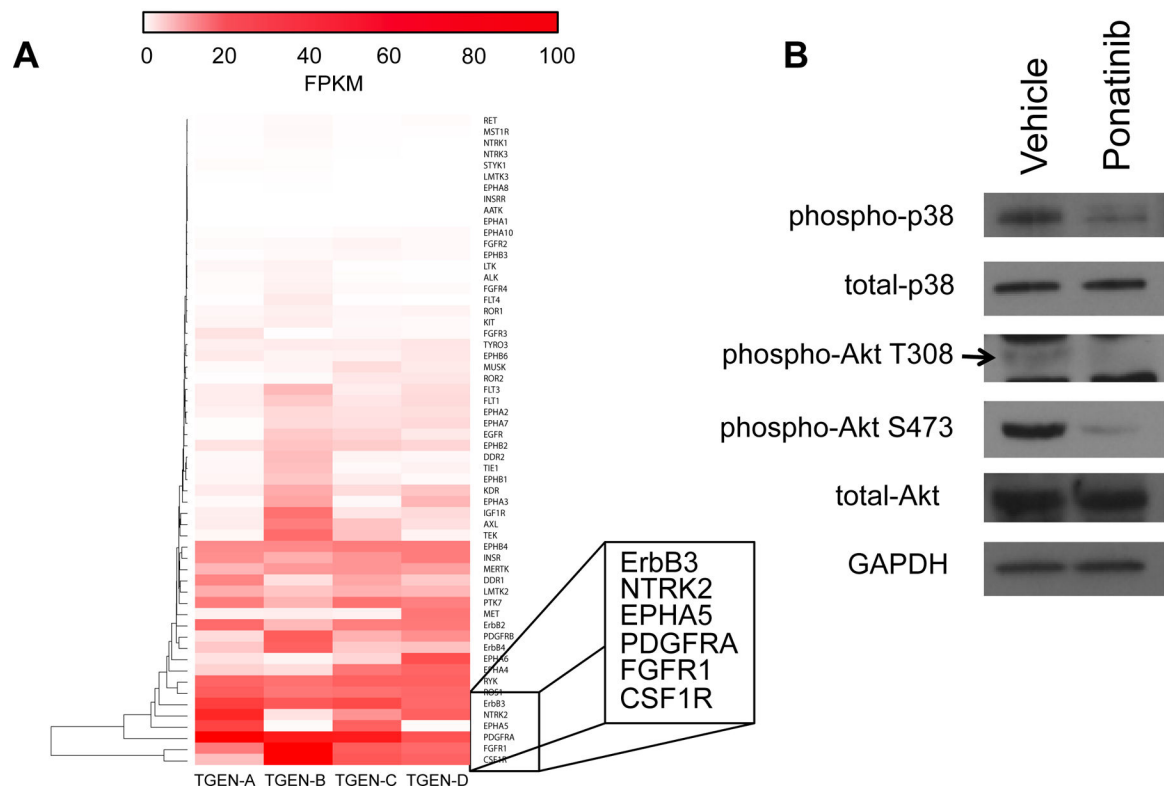 A
0 20 40 60 80 100
FPKM
RET
MST1R
NTRK1
NTRK3
STYK1
LMTK3
EPHA8
INSRR
AATK
EPHA1
EPHA10
FGFR2
EPHB3
LTK
ALK
FGFR4
FLT4
ROR1
KIT
FGFR3
TYRO3
EPHB6
MUSK
ROR2
FLT3
FLT1
EPHA2
EPHA7
EGFR
EPHB2
DDR2
TIE1
EPHB1
KDR
EPHA3
IGF1R
AXL
TEK
EPHB4
INSR
MERTK
DDR1
LMTK2
PTK7
MET
ErbB2
PDGFRB
ErbB4
EPHA6
EPHA4
RYK
ROS1
ErbB3
NTRK2
EPHA5
PDGFRA
FGFR1
CSF1R
TGEN-A TGEN-B TGEN-C TGEN-D
ErbB3
NTRK2
EPHA5
PDGFRA
FGFR1
CSF1R
B
Vehicle
Ponatinib
phospho-p38
total-p38
phospho-Akt T308
phospho-Akt S473
total-Akt
GAPDH